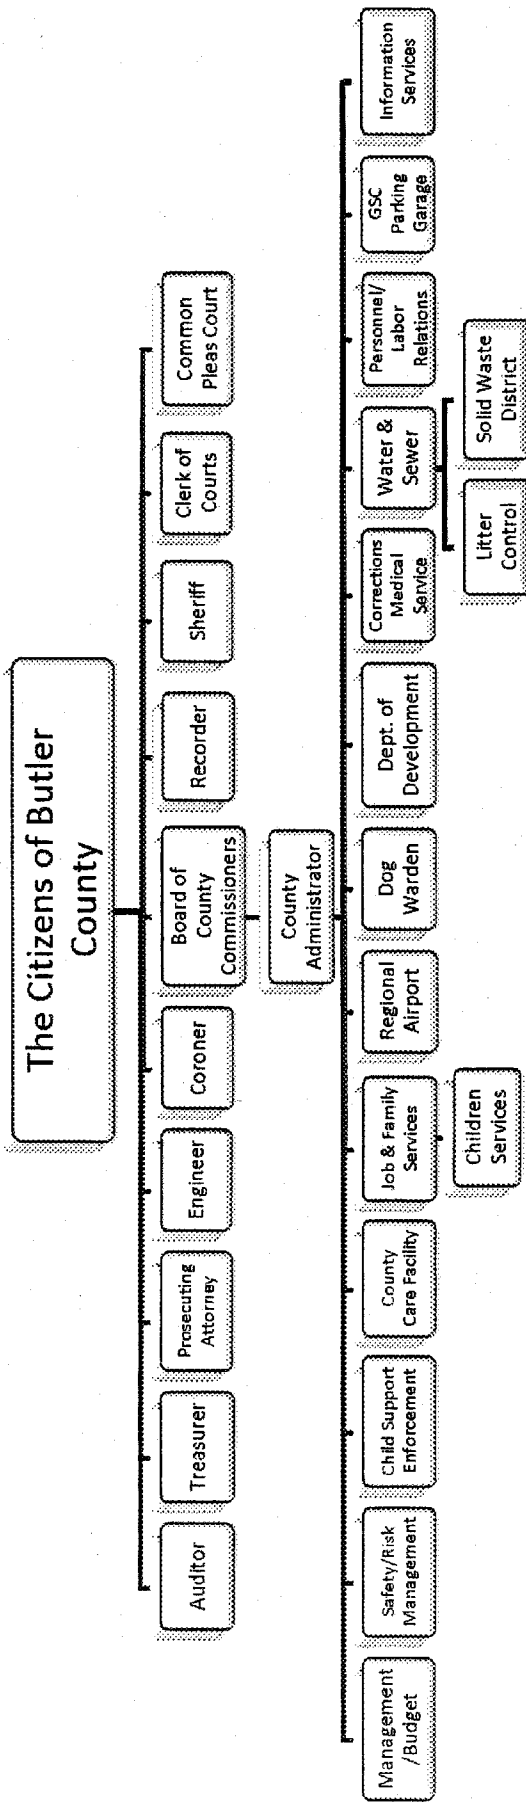 The Citizens of Butler
County
Auditor
Treasurer
Prosecuting
Attorney
Engineer
Coroner
Board of
County
Commissioners
Recorder
Sheriff
Clerk of
Courts
Common
Pleas Court
County
Administrator
Management
/Budget
Safety/Risk
Management
Child Support
Enforcement
County
Care Facility
Job & Family
Services
Regional
Airport
Dog
Warden
Dept. of
Development
Corrections
Medical
Service
Water &
Sewer
Personnel/
Labor
Relations
GSC
Parking
Garage
Information
Services
Children
Services
Litter
Control
Solid Waste
District